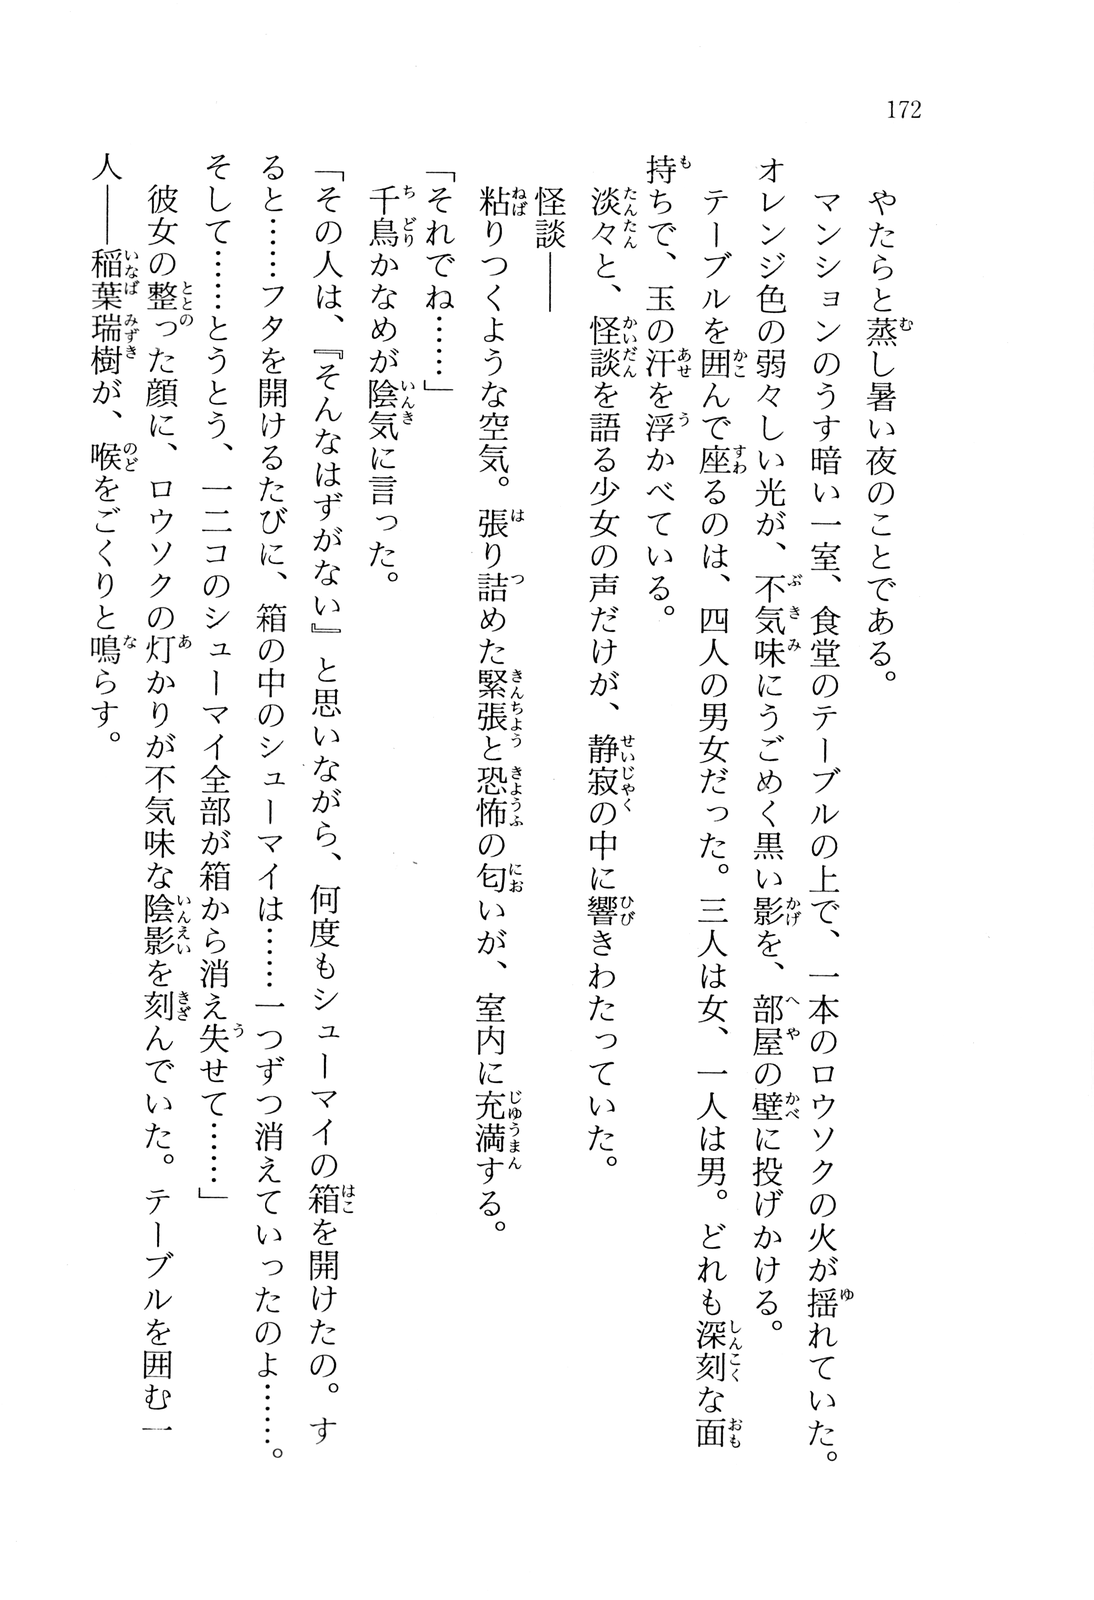 172
やたらと蒸し暑い夜のことである。
マンションのうす暗い一室、食堂のテーブルの上で、一本のロウソクの火が揺れていた。
オレンジ色の弱々しい光が、不気味にうごめく黒い影を、部屋の壁に投げかける。
テーブルを囲んで座るのは、四人の男女だった。三人は女、一人は男。どれも深刻な面
持ちで、玉の汗を浮かべている。
淡々と、怪談を語る少女の声だけが、静寂の中に響きわたっていた。
怪談――
粘りつくような空気。張り詰めた緊張と恐怖の匂いが、室内に充満する。
「それでね……」
千鳥かなめが陰気に言った。
「その人は、『そんなはずがない』と思いながら、何度もシューマイの箱を開けたの。す
ると……フタを開けるたびに、箱の中のシューマイは……一つずつ消えていったのよ……。
そして……とうとう、一二コのシューマイ全部が箱から消え失せて……」
彼女の整った顔に、ロウソクの灯かりが不気味な陰影を刻んでいた。テーブルを囲む一
人――稲葉瑞樹が、喉をごくりと鳴らす。